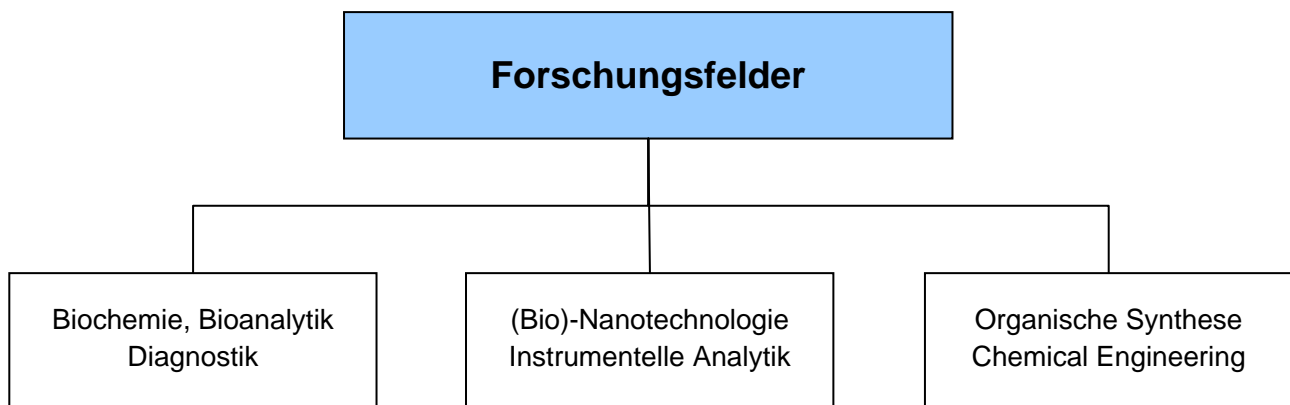 Forschungsfelder
Biochemie, Bioanalytik
Diagnostik
(Bio)-Nanotechnologie
Instrumentelle Analytik
Organische Synthese
Chemical Engineering